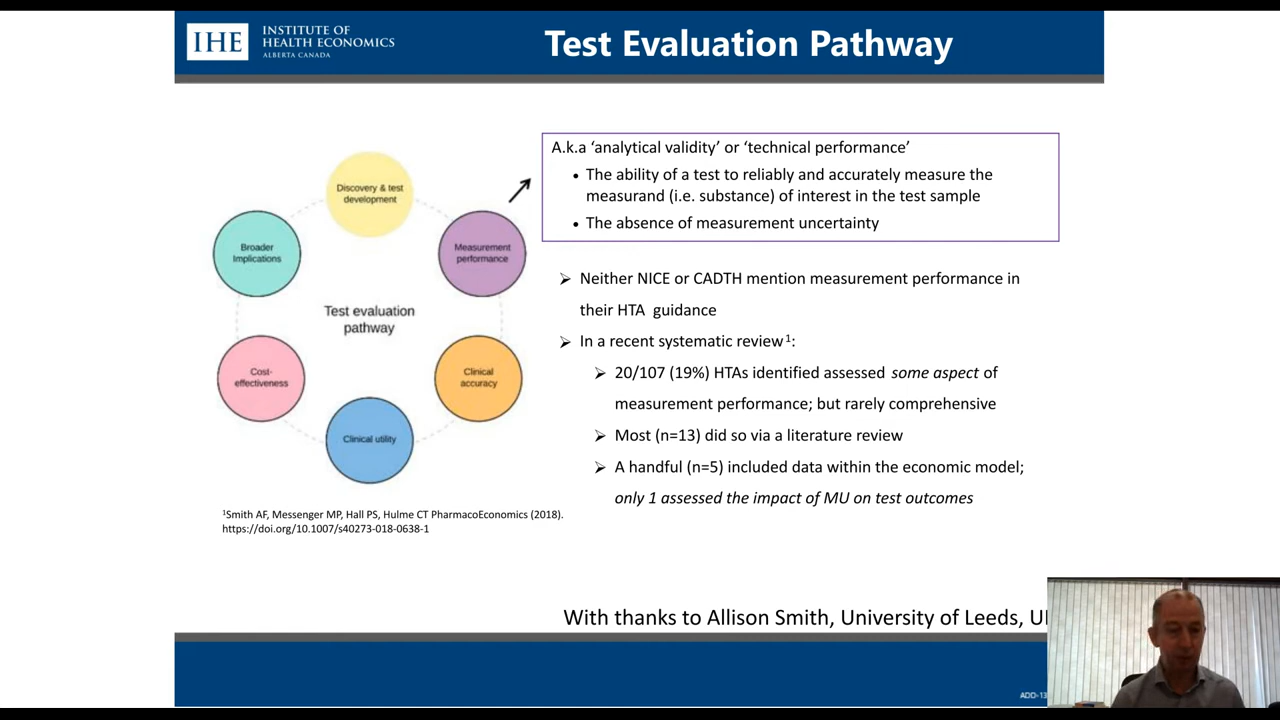 IHE
INSTITUTE OF
HEALTH ECONOMICS
ALBERTA CANADA
Test Evaluation Pathway
Discovery & test
development
Measurement
performance
Clinical
accuracy
Clinical utility
Cost-
effectiveness
Broader
Implications
Test evaluation
pathway
A.k.a ‘analytical validity’ or ‘technical performance’
• The ability of a test to reliably and accurately measure the
measurand (i.e. substance) of interest in the test sample
• The absence of measurement uncertainty
➢ Neither NICE or CADTH mention measurement performance in
their HTA guidance
➢ In a recent systematic review¹:
➢ 20/107 (19%) HTAs identified assessed some aspect of
measurement performance; but rarely comprehensive
➢ Most (n=13) did so via a literature review
➢ A handful (n=5) included data within the economic model;
only 1 assessed the impact of MU on test outcomes
¹Smith AF, Messenger MP, Hall PS, Hulme CT PharmacoEconomics (2018).
https://doi.org/10.1007/s40273-018-0638-1
With thanks to Allison Smith, University of Leeds,
ADD-13